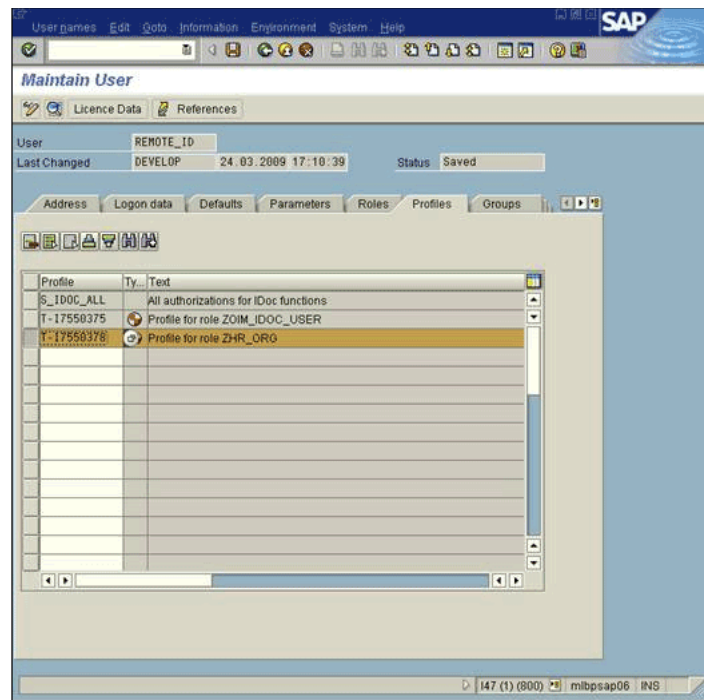 User names Edit Goto Information Environment System Help
SAP
Maintain User
Licence Data References
User REMOTE_ID
Last Changed DEVELOP 24.03.2009 17:10:39 Status Saved
Address Logon data Defaults Parameters Roles Profiles Groups
Profile Ty... Text
S_IDOC_ALL All authorizations for IDoc functions
T-I7550375 Profile for role ZOIM_IDOC_USER
T-I7550378 Profile for role ZHR_ORG
I47 (1) (800) mlbpsap06 INS